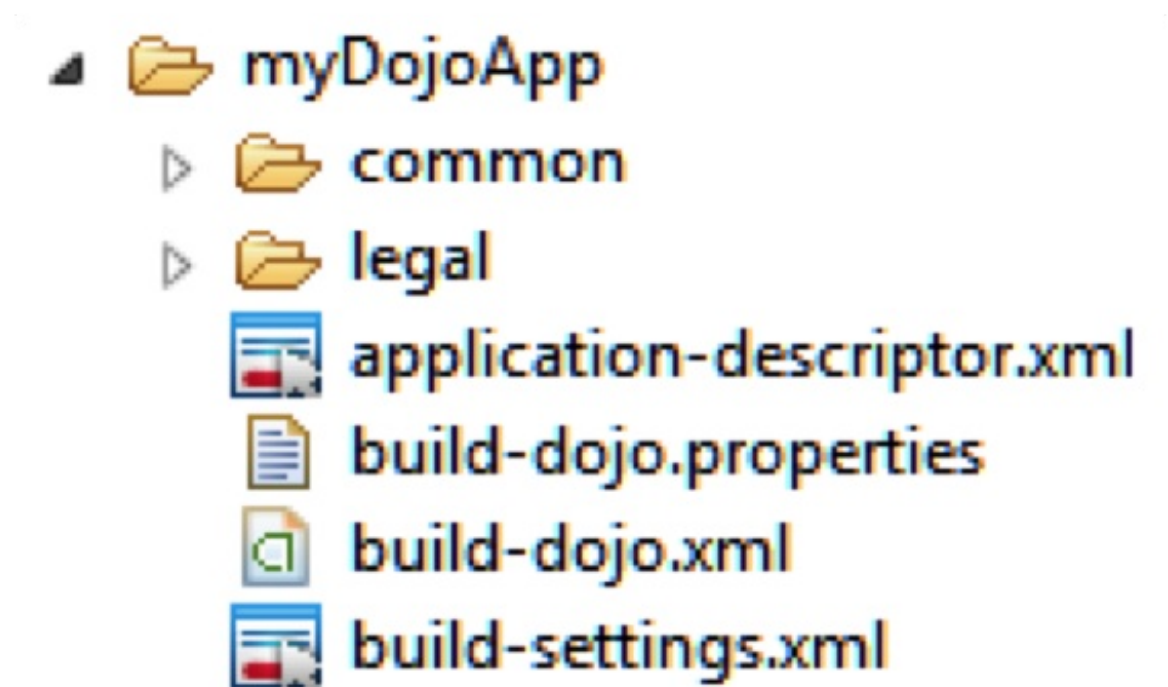 myDojoApp
common
legal
application-descriptor.xml
build-dojo.properties
build-dojo.xml
build-settings.xml